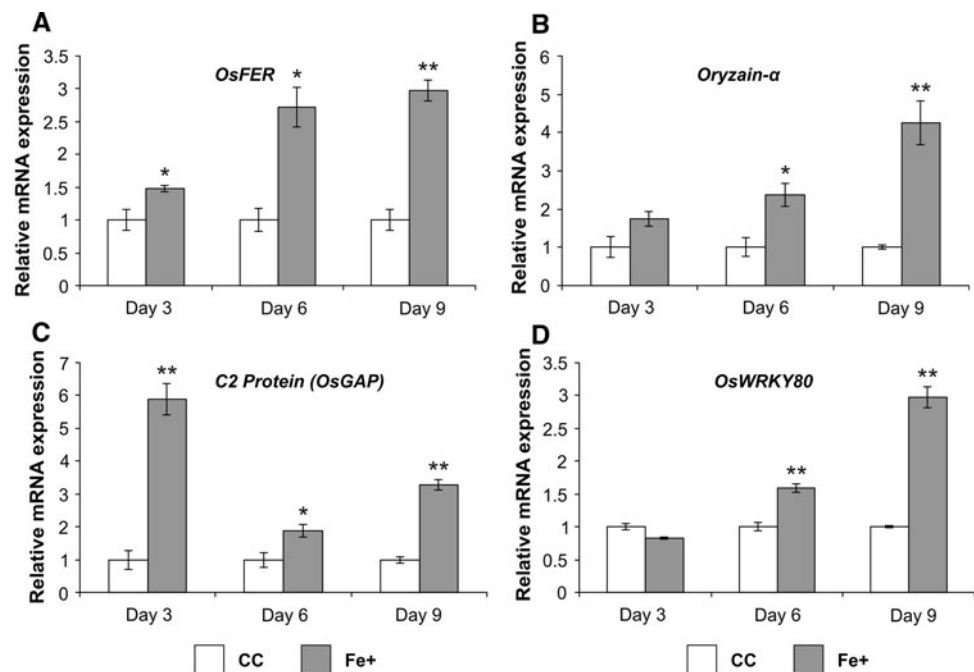 A
Relative mRNA expression
3.5
3
2.5
2
1.5
1
0.5
0
OsFER
*
*
**
Day 3 Day 6 Day 9
B
Relative mRNA expression
6
5
4
3
2
1
0
Oryzain-α
*
**
Day 3 Day 6 Day 9
C
Relative mRNA expression
7
6
5
4
3
2
1
0
C2 Protein (OsGAP)
**
*
**
Day 3 Day 6 Day 9
D
Relative mRNA expression
3.5
3
2.5
2
1.5
1
0.5
0
OsWRKY80
**
**
Day 3 Day 6 Day 9
CC Fe+
CC Fe+